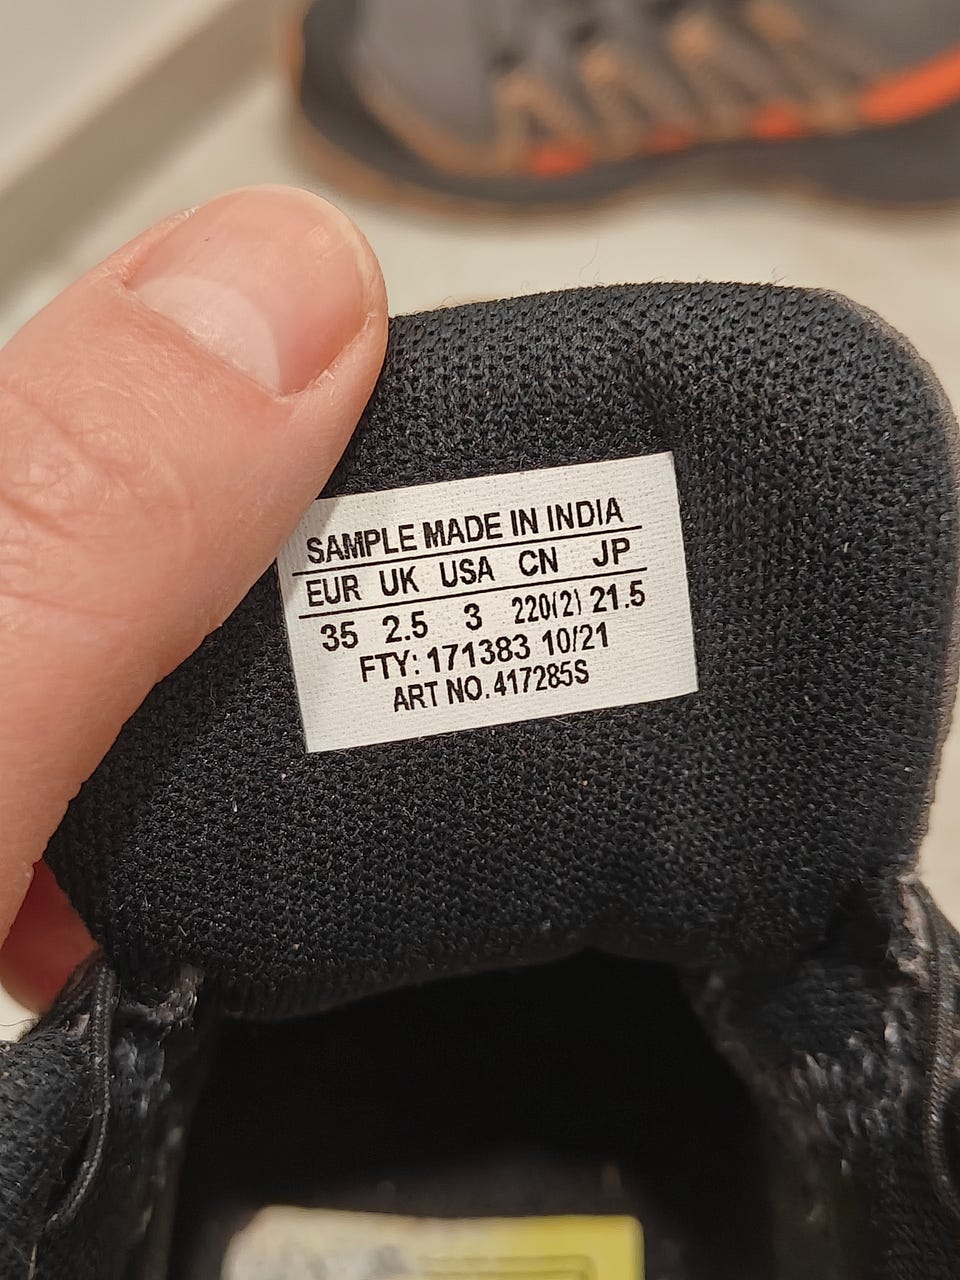 SAMPLE MADE IN INDIA
EUR UK USA CN JP
35 2.5 3 220(2) 21.5
FTY: 171383 10/21
ART NO. 417285S